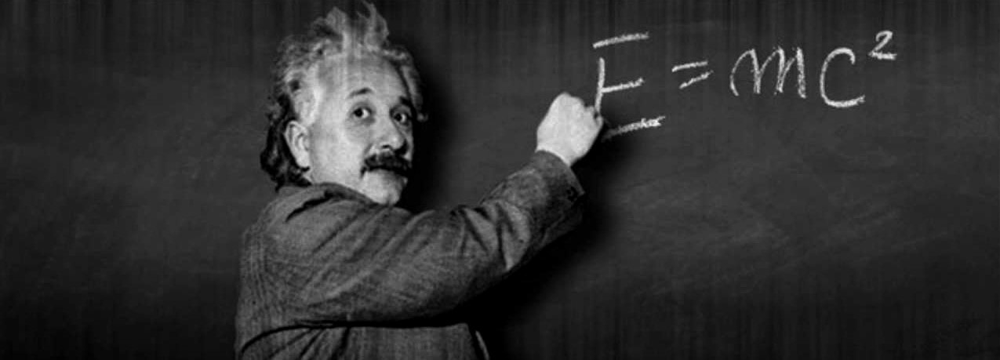 E = mc²